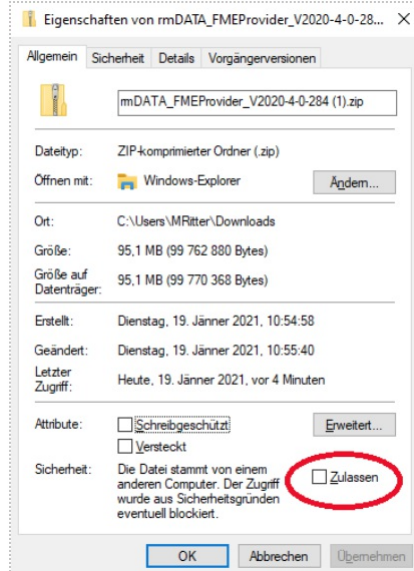 Eigenschaften von rmDATA_FMEProvider_V2020-4-0-28...
Allgemein Sicherheit Details Vorgängerversionen
rmDATA_FMEProvider_V2020-4-0-284 (1).zip
Dateityp: ZIP-komprimierter Ordner (.zip)
Öffnen mit: Windows-Explorer Ändern...
Ort: C:\Users\MRitter\Downloads
Größe: 95,1 MB (99 762 880 Bytes)
Größe auf
Datenträger: 95,1 MB (99 770 368 Bytes)
Erstellt: Dienstag, 19. Jänner 2021, 10:54:58
Geändert: Dienstag, 19. Jänner 2021, 10:55:40
Letzter
Zugriff: Heute, 19. Jänner 2021, vor 4 Minuten
Attribute: Schreibgeschützt Erweitert...
Versteckt
Sicherheit: Die Datei stammt von einem
anderen Computer. Der Zugriff
wurde aus Sicherheitsgründen
eventuell blockiert.
Zulassen
OK Abbrechen Übernehmen